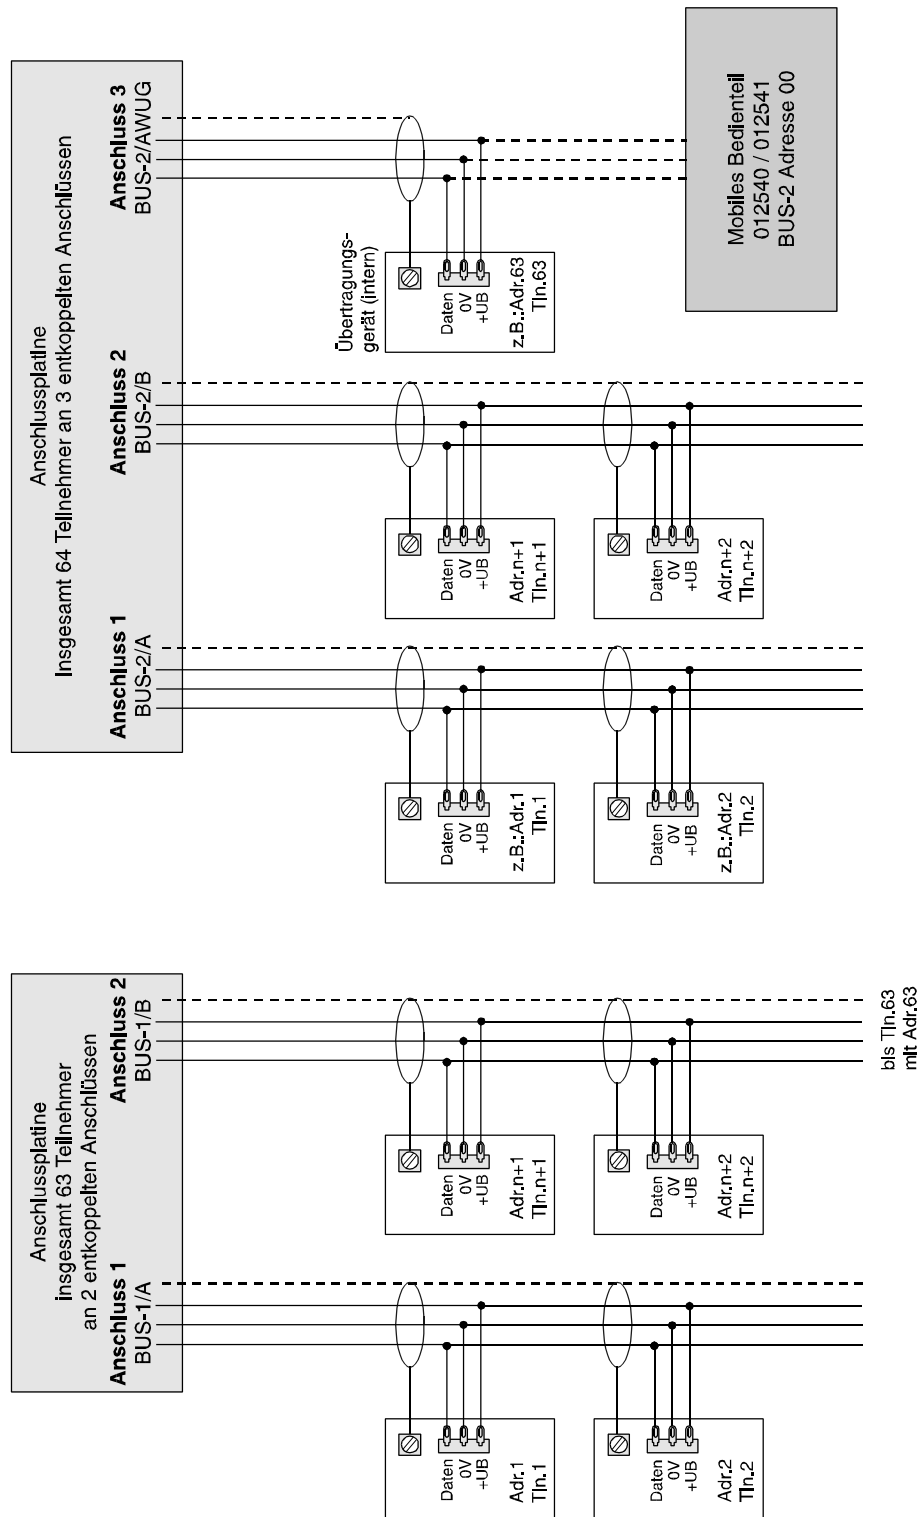 Anschlussplatine
insgesamt 63 Teilnehmer
an 2 entkoppelten Anschlüssen
Anschluss 1
BUS-1/A
Anschluss 2
BUS-1/B
Daten
0V
+UB
Adr.1
Tln.1
Daten
0V
+UB
Adr.n+1
Tln.n+1
Daten
0V
+UB
Adr.2
Tln.2
Daten
0V
+UB
Adr.n+2
Tln.n+2
bis Tln.63
mit Adr.63
Anschlussplatine
Insgesamt 64 Teilnehmer an 3 entkoppelten Anschlüssen
Anschluss 1
BUS-2/A
Anschluss 2
BUS-2/B
Anschluss 3
BUS-2/AWUG
Daten
0V
+UB
z.B.:Adr.1
Tln.1
Daten
0V
+UB
Adr.n+1
Tln.n+1
Übertragungs-
gerät (intern)
Daten
0V
+UB
z.B.:Adr.63
Tln.63
Daten
0V
+UB
z.B.:Adr.2
Tln.2
Daten
0V
+UB
Adr.n+2
Tln.n+2
Mobiles Bedienteil
012540 / 012541
BUS-2 Adresse 00